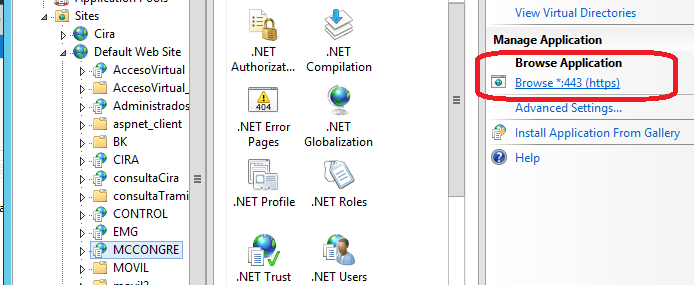 Application Pools
Sites
Cira
Default Web Site
AccesoVirtual
AccesoVirtual_
Administrados
aspnet_client
BK
CIRA
consultaCira
consultaTrami
CONTROL
EMG
MCCONGRE
MOVIL
movil2
.NET
Authorizat...
.NET
Compilation
404
.NET Error
Pages
.NET
Globalization
.NET Profile
.NET Roles
.NET Trust
.NET Users
View Virtual Directories
Manage Application
Browse Application
Browse *:443 (https)
Advanced Settings...
Install Application From Gallery
Help